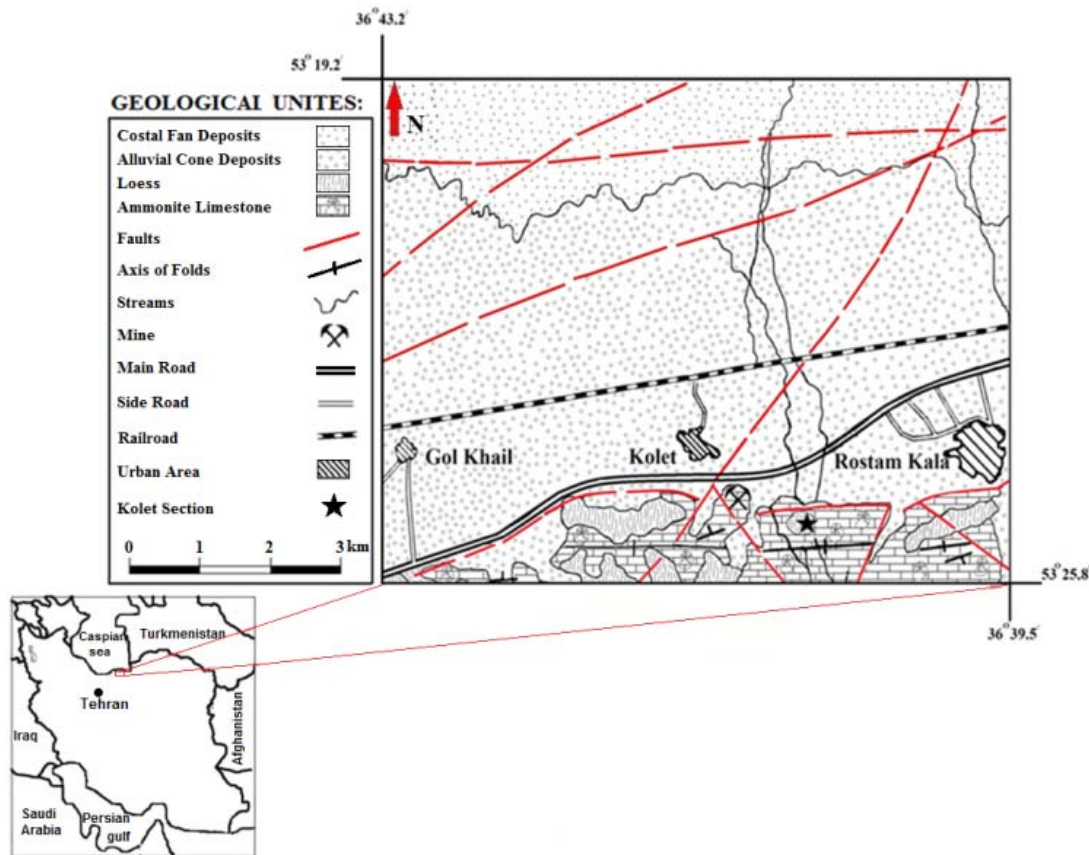 36° 43.2'
53° 19.2'
GEOLOGICAL UNITES:
Costal Fan Deposits
Alluvial Cone Deposits
Loess
Ammonite Limestone
Faults
Axis of Folds
Streams
Mine
Main Road
Side Road
Railroad
Urban Area
Kolet Section
0 1 2 3 km
N
Gol Khail
Kolet
Rostam Kala
53° 25.8
36° 39.5'
Caspian
sea
Turkmenistan
Tehran
Iraq
Afghanistan
Saudi
Arabia
Persian
gulf